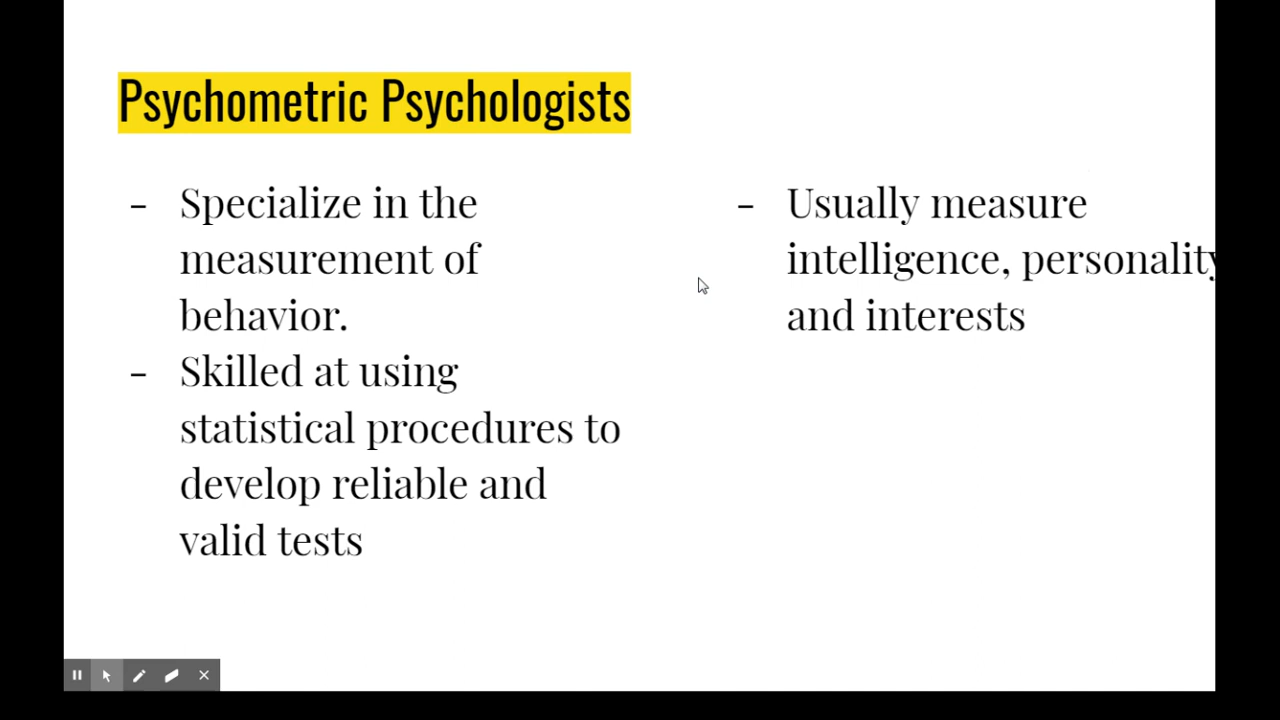 Psychometric Psychologists
- Specialize in the
measurement of
behavior.
- Skilled at using
statistical procedures to
develop reliable and
valid tests
- Usually measure
intelligence, personality
and interests